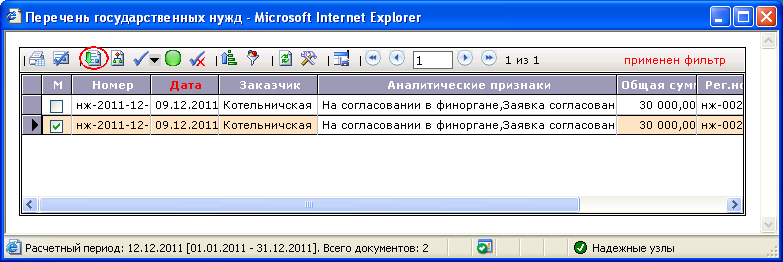 Перечень государственных нужд - Microsoft Internet Explorer
1 1 из 1 применен фильтр
М Номер Дата Заказчик Аналитические признаки Общая сумм Рег.но
нж-2011-12- 09.12.2011 Котельничская На согласовании в финоргане,Заявка согласован 30 000,00 нж-002
нж-2011-12- 09.12.2011 Котельничская На согласовании в финоргане,Заявка согласован 30 000,00 нж-002
Расчетный период: 12.12.2011 [01.01.2011 - 31.12.2011]. Всего документов: 2 Надежные узлы